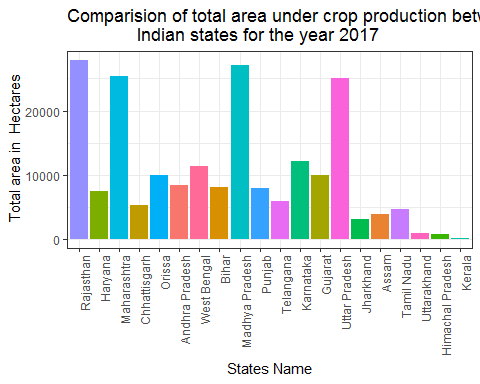 Comparision of total area under crop production betw
Indian states for the year 2017
Total area in  Hectares
20000
10000
0
Rajasthan
Haryana
Maharashtra
Chhattisgarh
Orissa
Andhra Pradesh
West Bengal
Bihar
Madhya Pradesh
Punjab
Telangana
Karnataka
Gujarat
Uttar Pradesh
Jharkhand
Assam
Tamil Nadu
Uttarakhand
Himachal Pradesh
Kerala
States Name